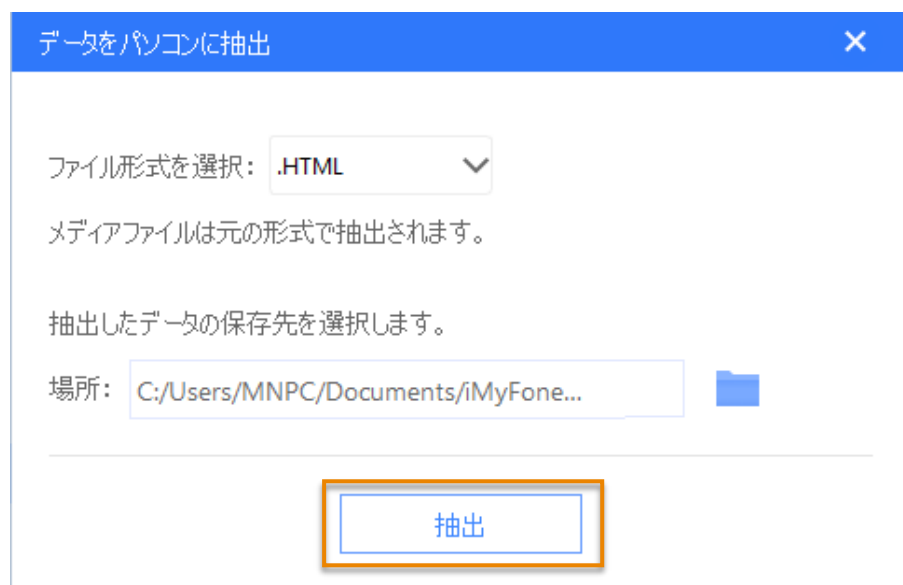 データをパソコンに抽出
ファイル形式を選択： .HTML
メディアファイルは元の形式で抽出されます。
抽出したデータの保存先を選択します。
場所： C:/Users/MNPC/Documents/iMyFone...
抽出